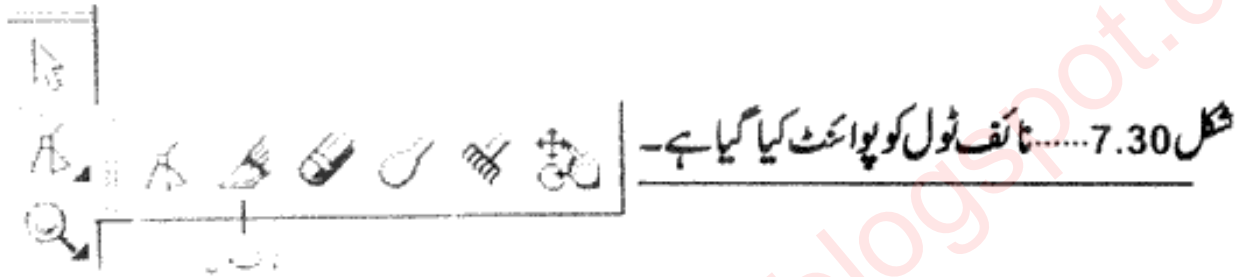 شکل 7.30......نائف ٹول کو پوائنٹ کیا گیا ہے۔